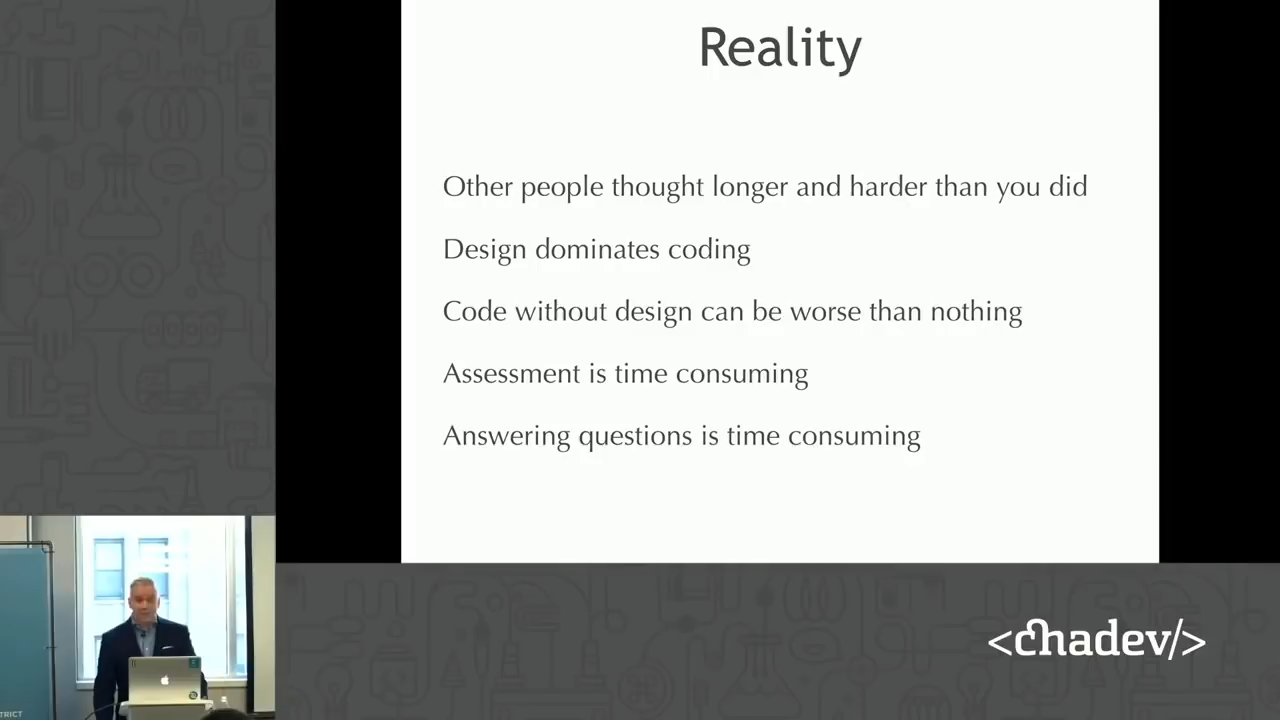 Reality
Other people thought longer and harder than you did
Design dominates coding
Code without design can be worse than nothing
Assessment is time consuming
Answering questions is time consuming
<chadev/>
TRICT